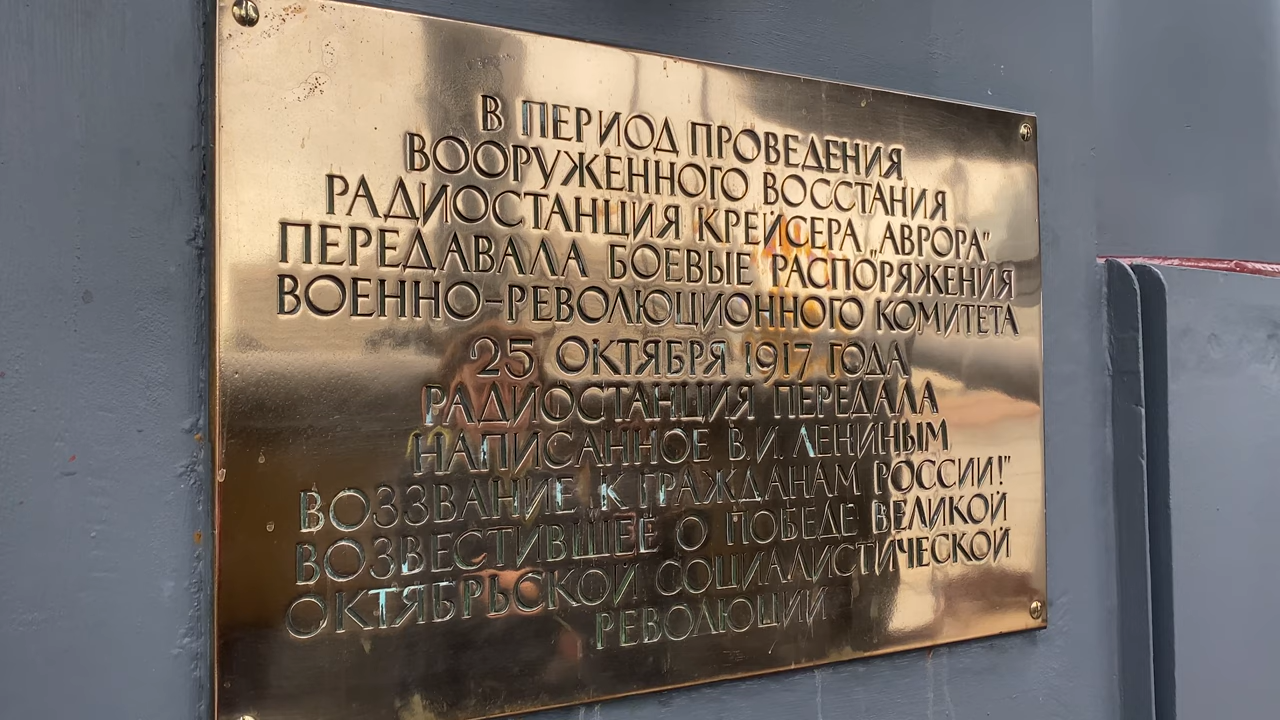 В ПЕРИОД ПРОВЕДЕНИЯ
ВООРУЖЕННОГО ВОССТАНИЯ
РАДИОСТАНЦИЯ КРЕЙСЕРА „АВРОРА"
ПЕРЕДАВАЛА БОЕВЫЕ РАСПОРЯЖЕНИЯ
ВОЕННО-РЕВОЛЮЦИОННОГО КОМИТЕТА
25 ОКТЯБРЯ 1917 ГОДА
РАДИОСТАНЦИЯ ПЕРЕДАЛА
НАПИСАННОЕ В.И. ЛЕНИНЫМ
ВОЗЗВАНИЕ „К ГРАЖДАНАМ РОССИИ!"
ВОЗВЕСТИВШЕЕ О ПОБЕДЕ ВЕЛИКОЙ
ОКТЯБРЬСКОЙ СОЦИАЛИСТИЧЕСКОЙ
РЕВОЛЮЦИИ